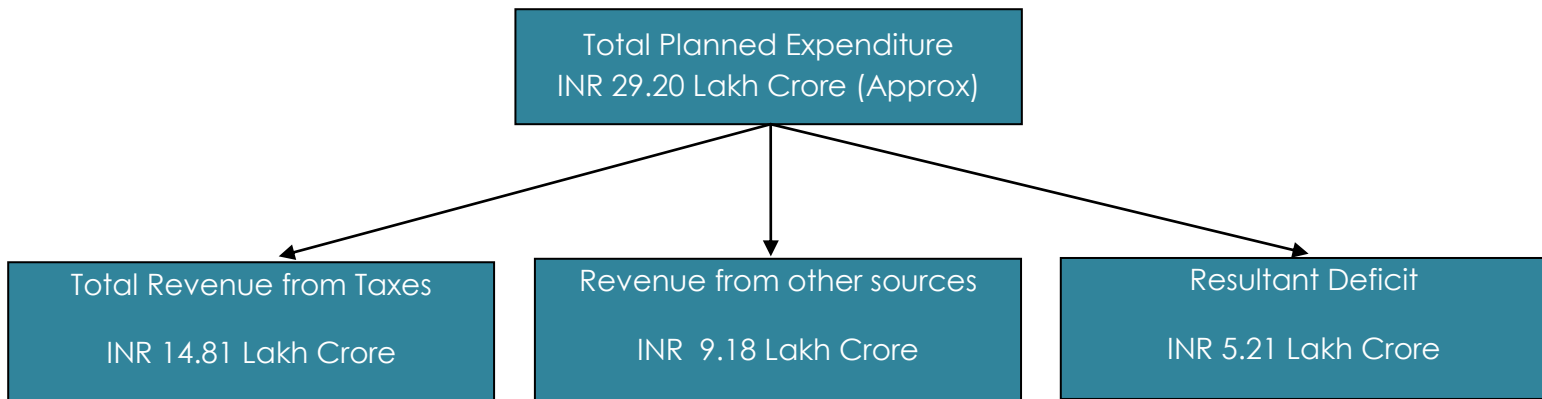 Total Planned Expenditure
INR 29.20 Lakh Crore (Approx)
Total Revenue from Taxes
INR 14.81 Lakh Crore
Revenue from other sources
INR 9.18 Lakh Crore
Resultant Deficit
INR 5.21 Lakh Crore